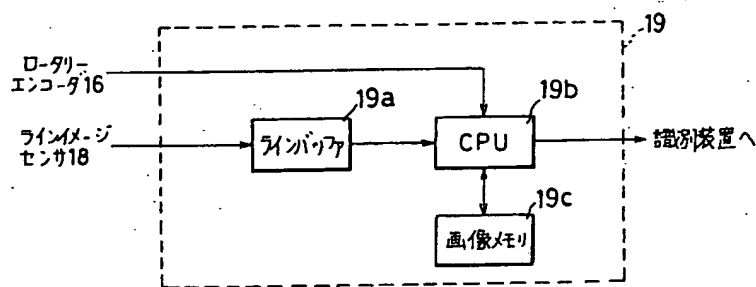 19
ロータリー
エンコーダ16
19a
19b
ラインイメージ
センサ18
ラインバッファ
CPU
識別装置へ
19c
画像メモリ